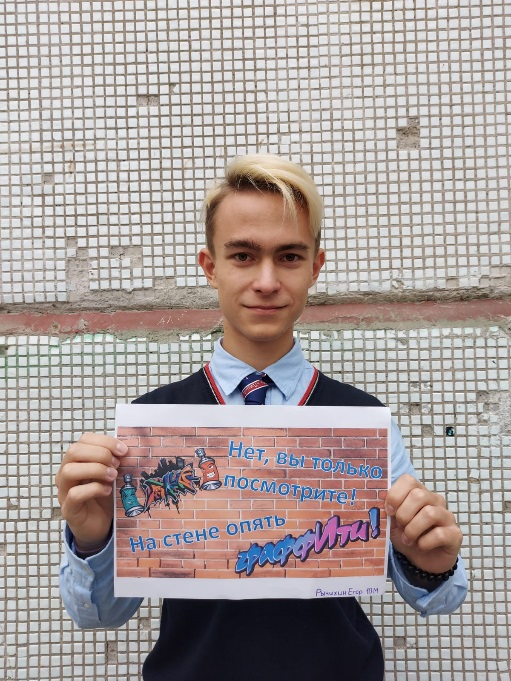 Нет, вы только
посмотрите!
На стене опять
граффИти!